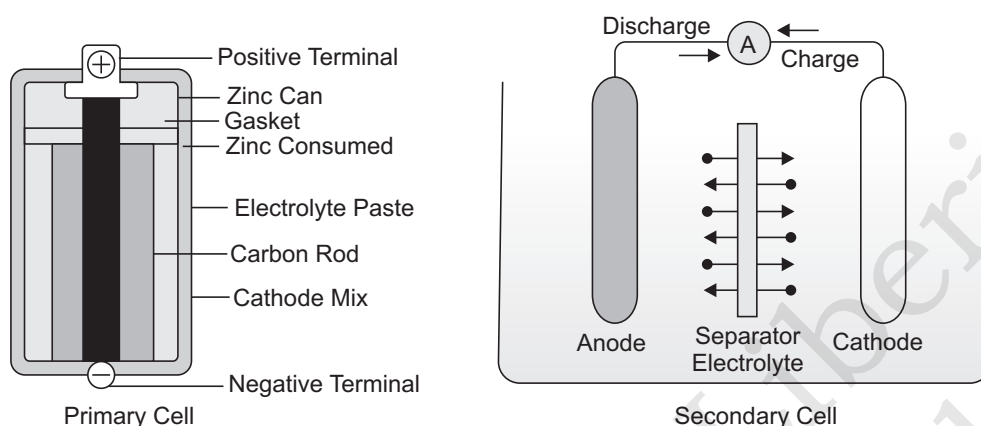 Positive Terminal
Zinc Can
Gasket
Zinc Consumed
Electrolyte Paste
Carbon Rod
Cathode Mix
Negative Terminal
Primary Cell
Discharge
A
Charge
Anode
Separator
Electrolyte
Cathode
Secondary Cell